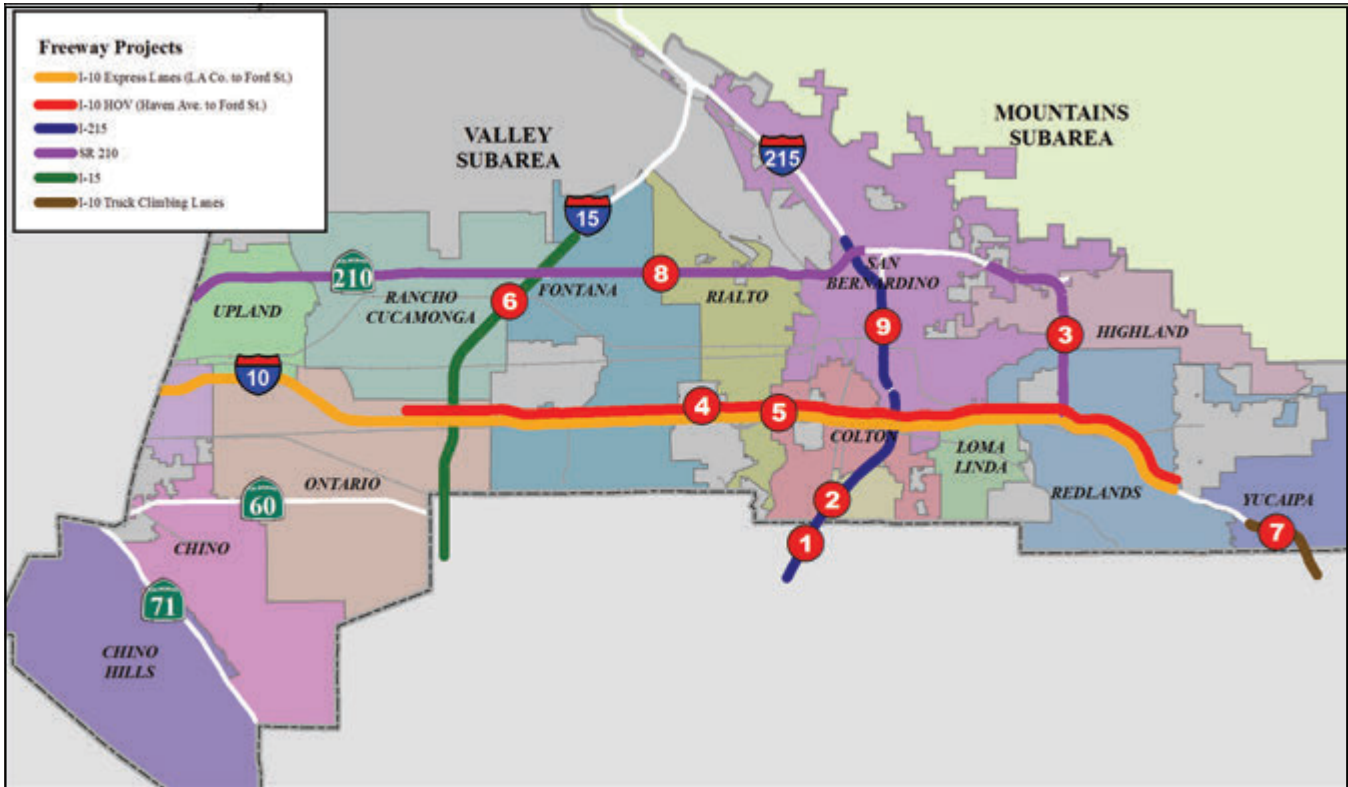 Freeway Projects
I-10 Express Lanes (LA Co. to Ford St.)
I-10 HOV (Haven Ave. to Ford St.)
I-215
SR 210
I-15
I-10 Truck Climbing Lanes
VALLEY
SUBAREA
MOUNTAINS
SUBAREA
215
15
210
UPLAND
RANCHO
CUCAMONGA
6
FONTANA
8
RIALTO
SAN
BERNARDINO
9
3
HIGHLAND
10
4
5
COLTON
LOMA
LINDA
REDLANDS
YUCAIPA
7
2
1
ONTARIO
60
CHINO
71
CHINO
HILLS